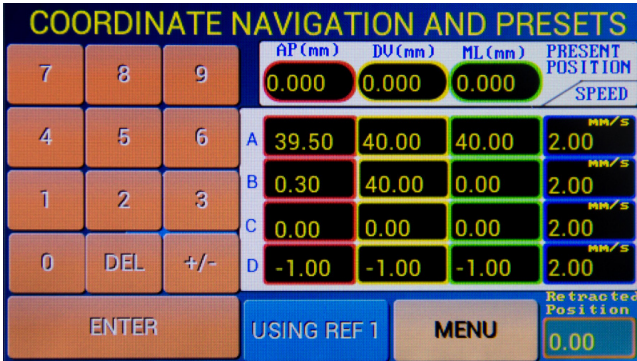 COORDINATE NAVIGATION AND PRESETS
AP(mm) DV(mm) ML(mm) PRESENT POSITION
7 8 9 0.000 0.000 0.000 SPEED
4 5 6 A 39.50 40.00 40.00 2.00 MM/S
1 2 3 B 0.30 40.00 0.00 2.00 MM/S
C 0.00 0.00 0.00 2.00
0 DEL +/- D -1.00 -1.00 -1.00 2.00 MM/S
ENTER USING REF 1 MENU Retracted Position
0.00